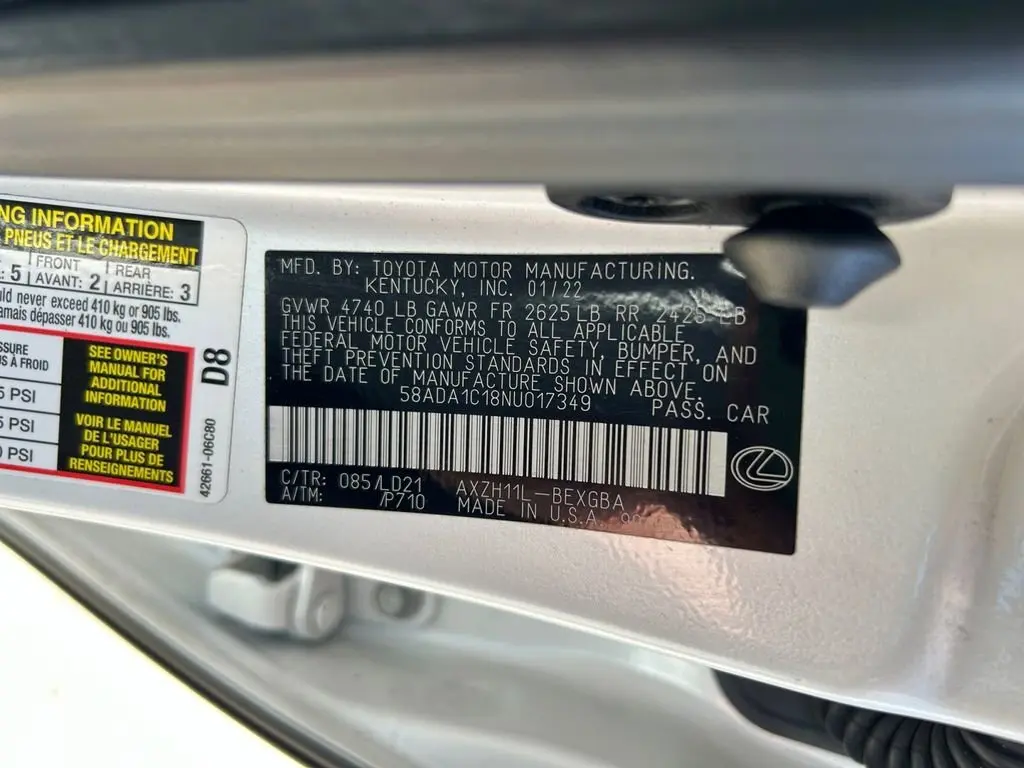 NG INFORMATION
PNEUS ET LE CHARGEMENT
: 5 | FRONT | REAR
AVANT: 2 | ARRIÈRE: 3
ould never exceed 410 kg or 905 lbs.
amais dépasser 410 kg ou 905 lbs.
SSURE
S À FROID
5 PSI
5 PSI
0 PSI
SEE OWNER'S
MANUAL FOR
ADDITIONAL
INFORMATION
VOIR LE MANUEL
DE L'USAGER
POUR PLUS DE
RENSEIGNEMENTS
D8
42661-06C80
MFD. BY: TOYOTA MOTOR MANUFACTURING.
KENTUCKY, INC. 01/22
GVWR 4740 LB GAWR FR 2625 LB RR 2425 LB
THIS VEHICLE CONFORMS TO ALL APPLICABLE
FEDERAL MOTOR VEHICLE SAFETY, BUMPER, AND
THEFT PREVENTION STANDARDS IN EFFECT ON
THE DATE OF MANUFACTURE SHOWN ABOVE.
58ADA1C18NU017349 PASS. CAR
C/TR: 085/LD21 AXZH11L-BEXGBA
A/TM: /P710 MADE IN U.S.A.